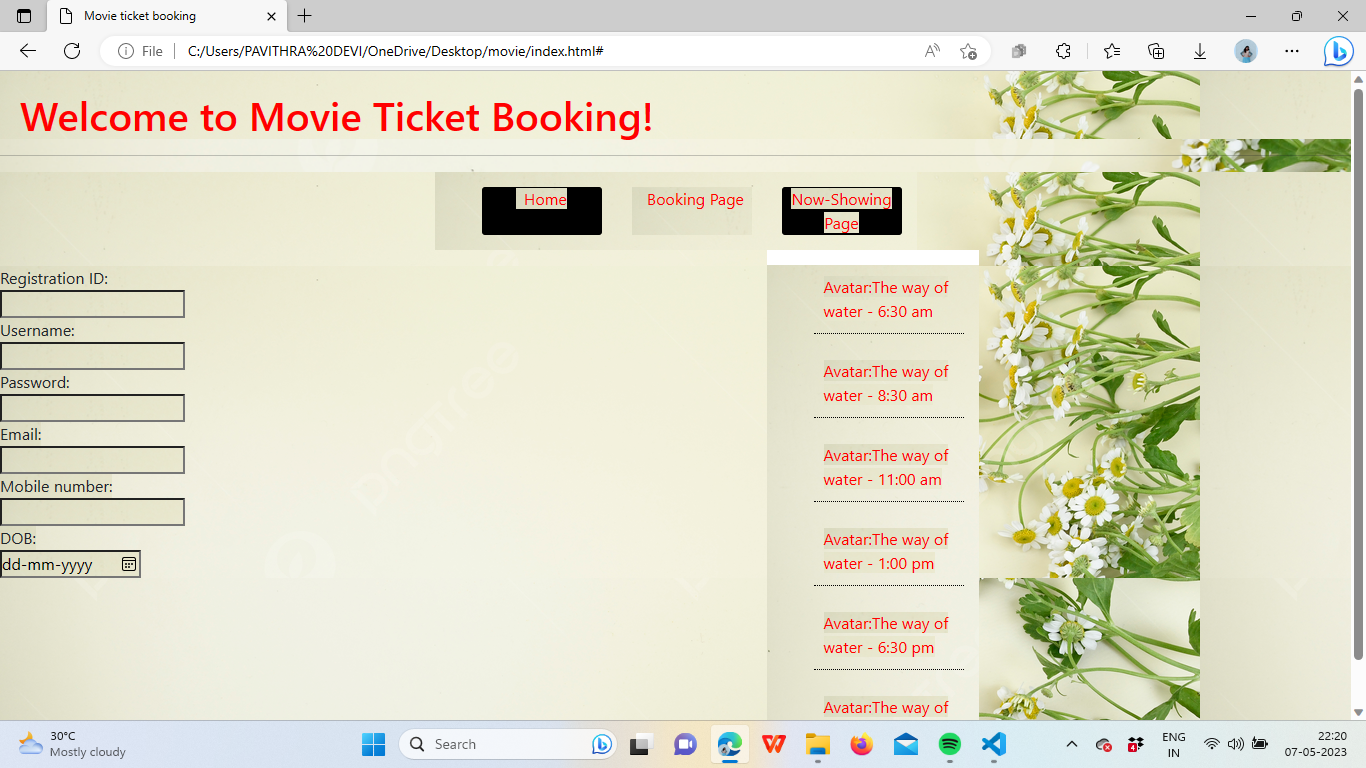 Movie ticket booking
File
C:/Users/PAVITHRA%20DEVI/OneDrive/Desktop/movie/index.html#
Welcome to Movie Ticket Booking!
Home
Booking Page
Now-Showing
Page
Registration ID:
Username:
Password:
Email:
Mobile number:
DOB:
dd-mm-yyyy
Avatar:The way of
water - 6:30 am
Avatar:The way of
water - 8:30 am
Avatar:The way of
water - 11:00 am
Avatar:The way of
water - 1:00 pm
Avatar:The way of
water - 6:30 pm
Avatar:The way of
pngtree
30°C
Mostly cloudy
Search
4
ENG
IN
22:20
07-05-2023